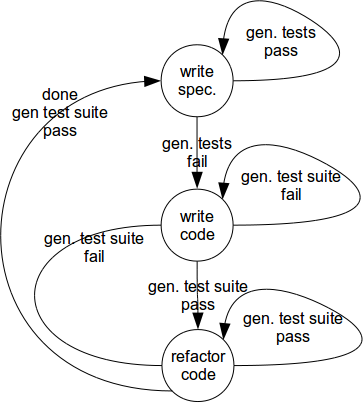 gen. tests
pass
write
spec.
done
gen test suite
pass
gen. tests
fail
gen. test suite
fail
write
code
gen. test suite
fail
gen. test suite
pass
gen. test suite
pass
refactor
code